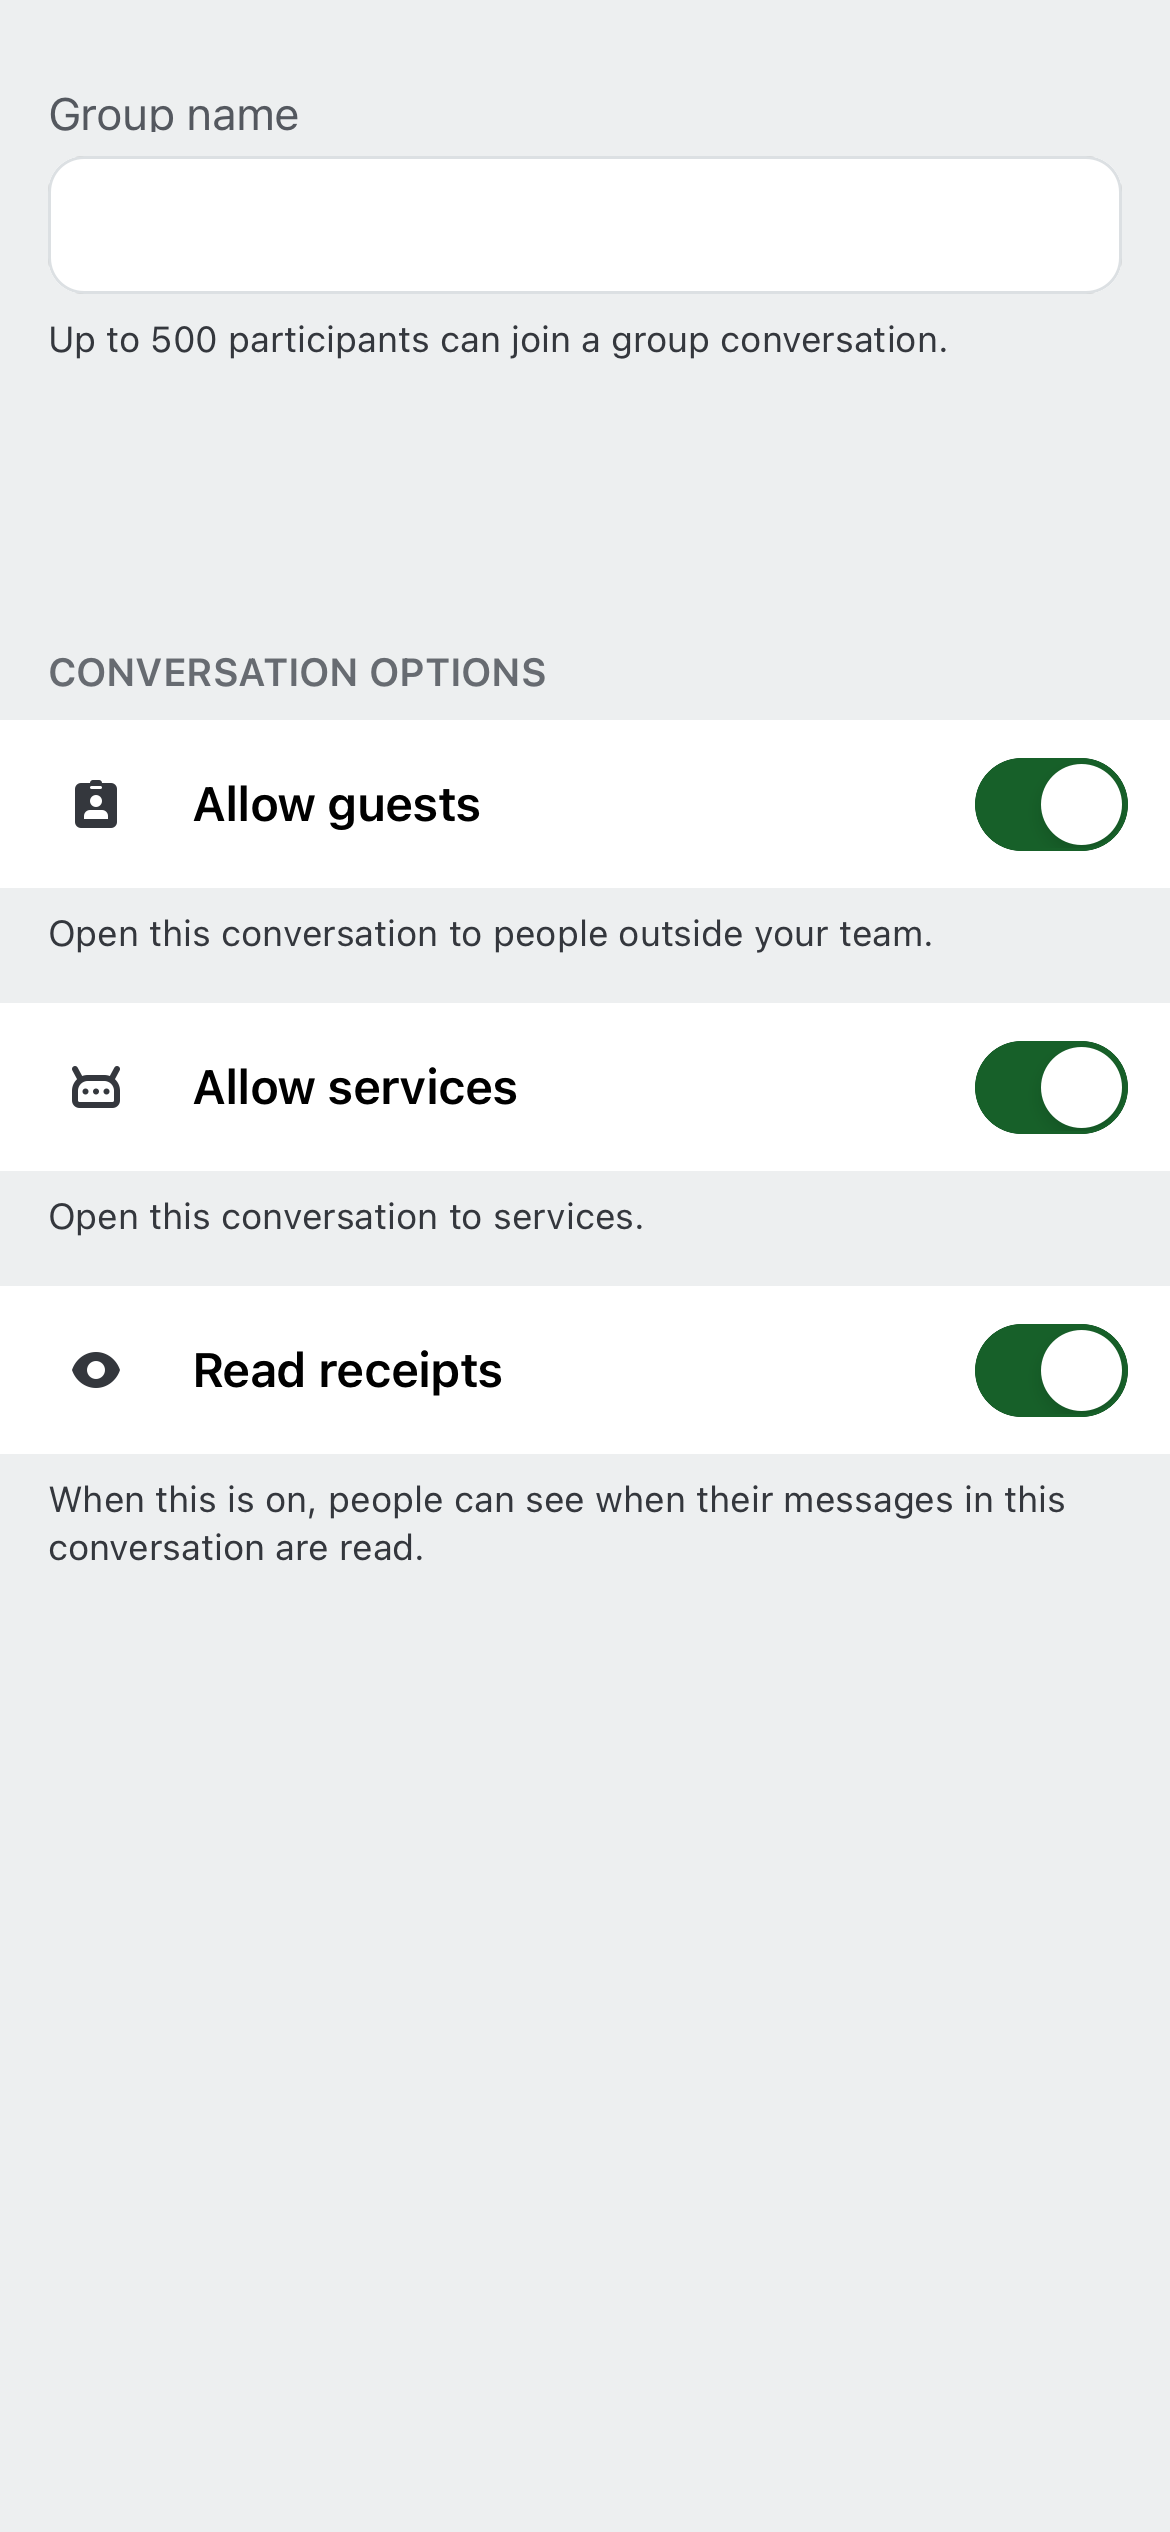 Group name
Up to 500 participants can join a group conversation.
CONVERSATION OPTIONS
Allow guests
Open this conversation to people outside your team.
Allow services
Open this conversation to services.
Read receipts
When this is on, people can see when their messages in this
conversation are read.